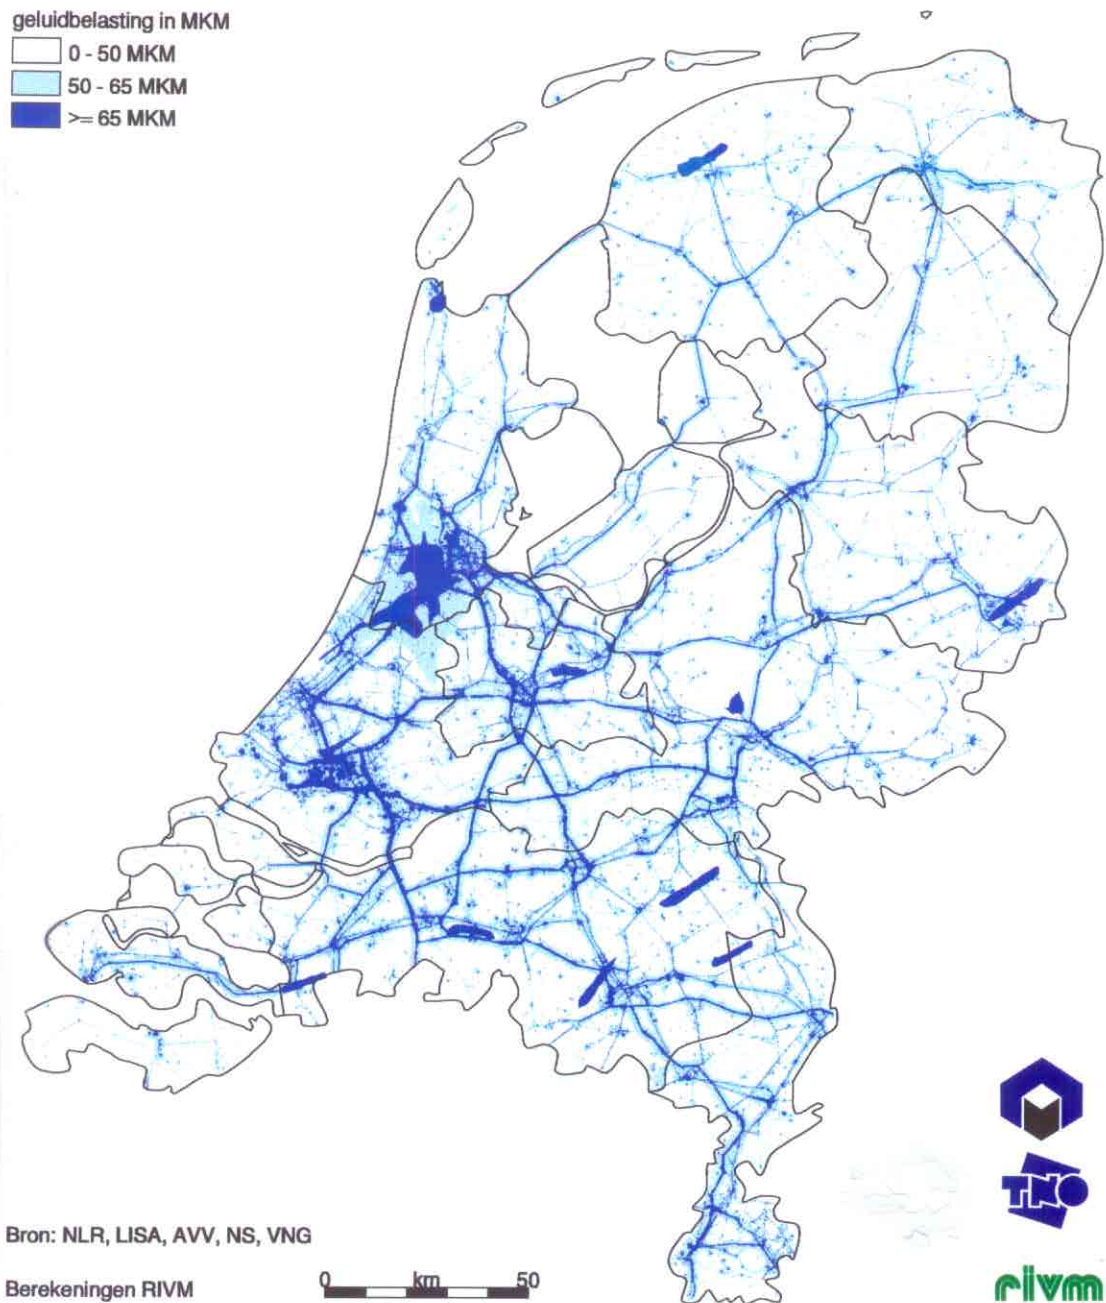 geluidbelasting in MKM
0 - 50 MKM
50 - 65 MKM
>= 65 MKM
TNO
Bron: NLR, LISA, AVV, NS, VNG
0 km 50
Berekeningen RIVM
rivm